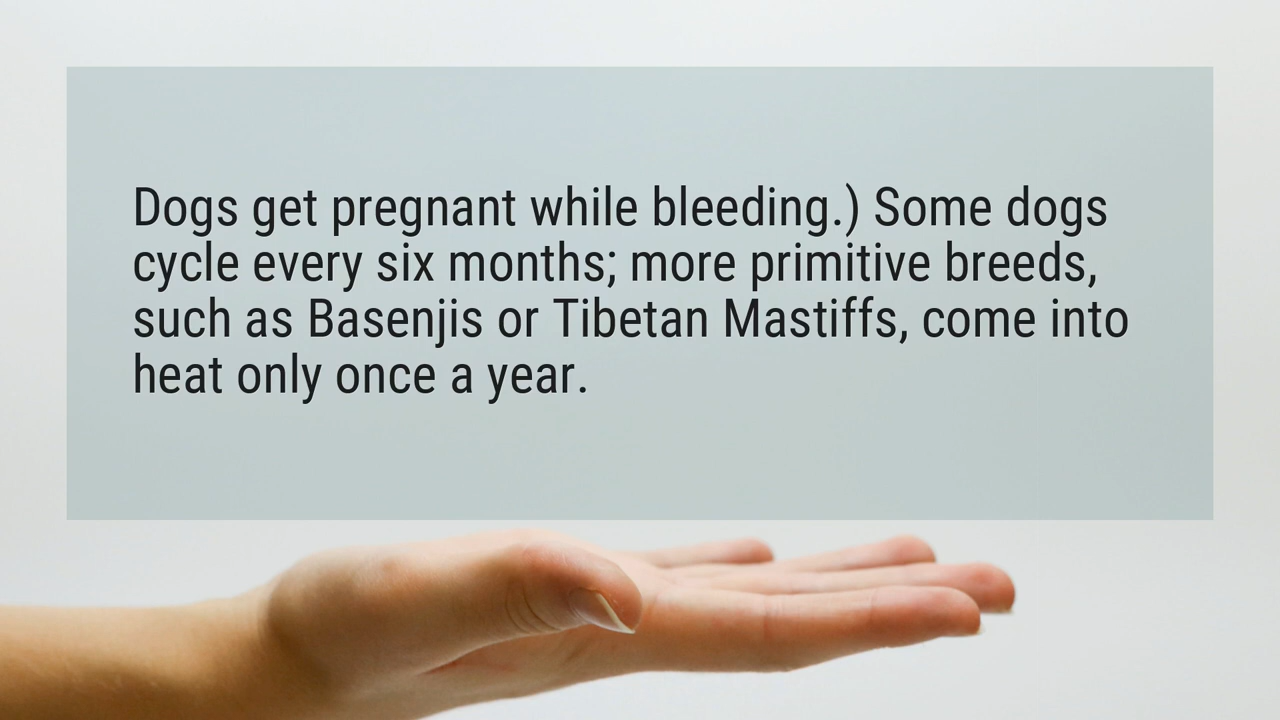 Dogs get pregnant while bleeding.) Some dogs
cycle every six months; more primitive breeds,
such as Basenjis or Tibetan Mastiffs, come into
heat only once a year.